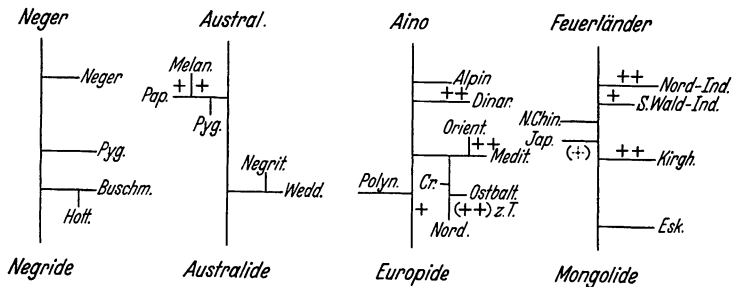 Neger
Neger
Pyg.
Buschm.
Hott.
Negride
Austral.
Melan.
+ +
Pap.
Pyg.
Negrit.
Wedd.
Australide
Aino
Alpin
++
Dinar.
Orient.
++
Medit.
Polyn.
Cr.
Ostbalt.
+
(++) z.T.
Nord.
Europide
Feuerländer
++
Nord-Ind.
+
S.Wald-Ind.
N.Chin.
Jap.
(+)
++
Kirgh.
Esk.
Mongolide